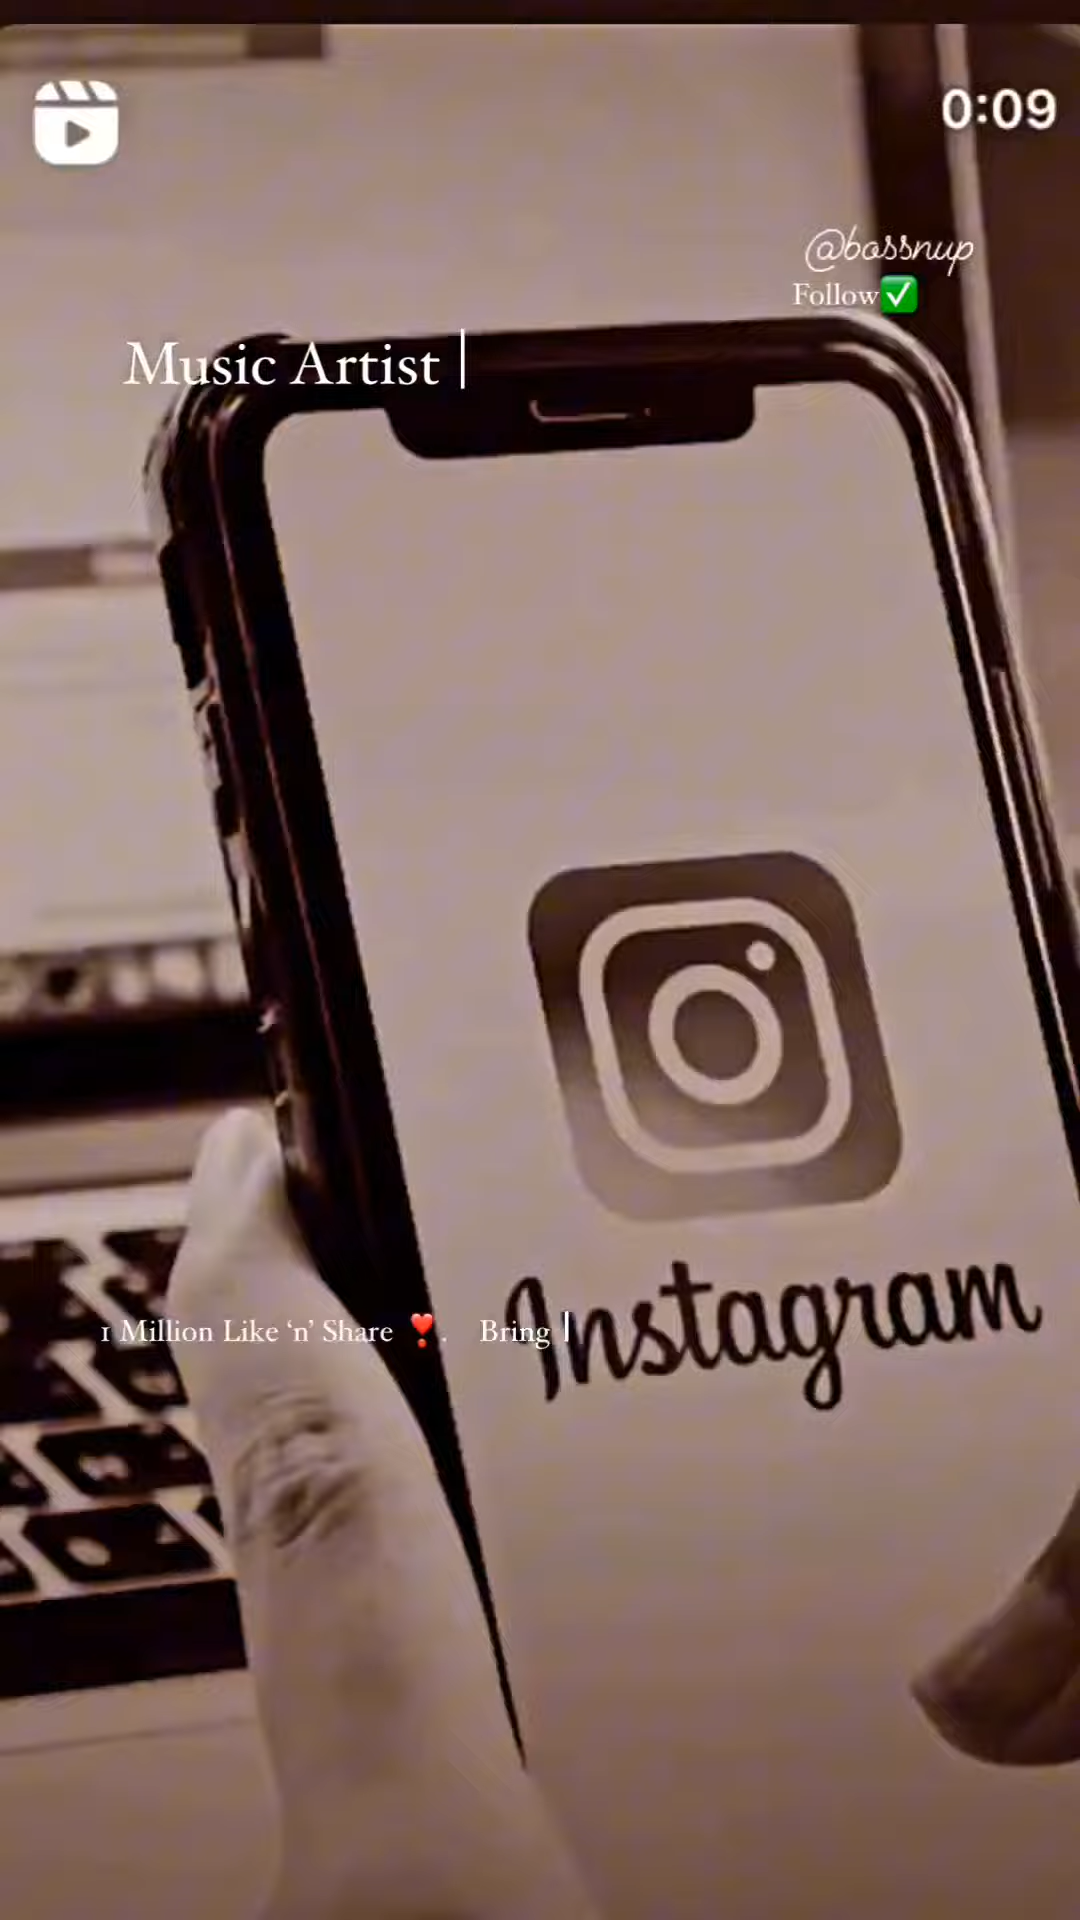 0:09
@bossnup
Follow✅
Music Artist |
Instagram
1 Million Like ‘n’ Share ❣️. Bring |